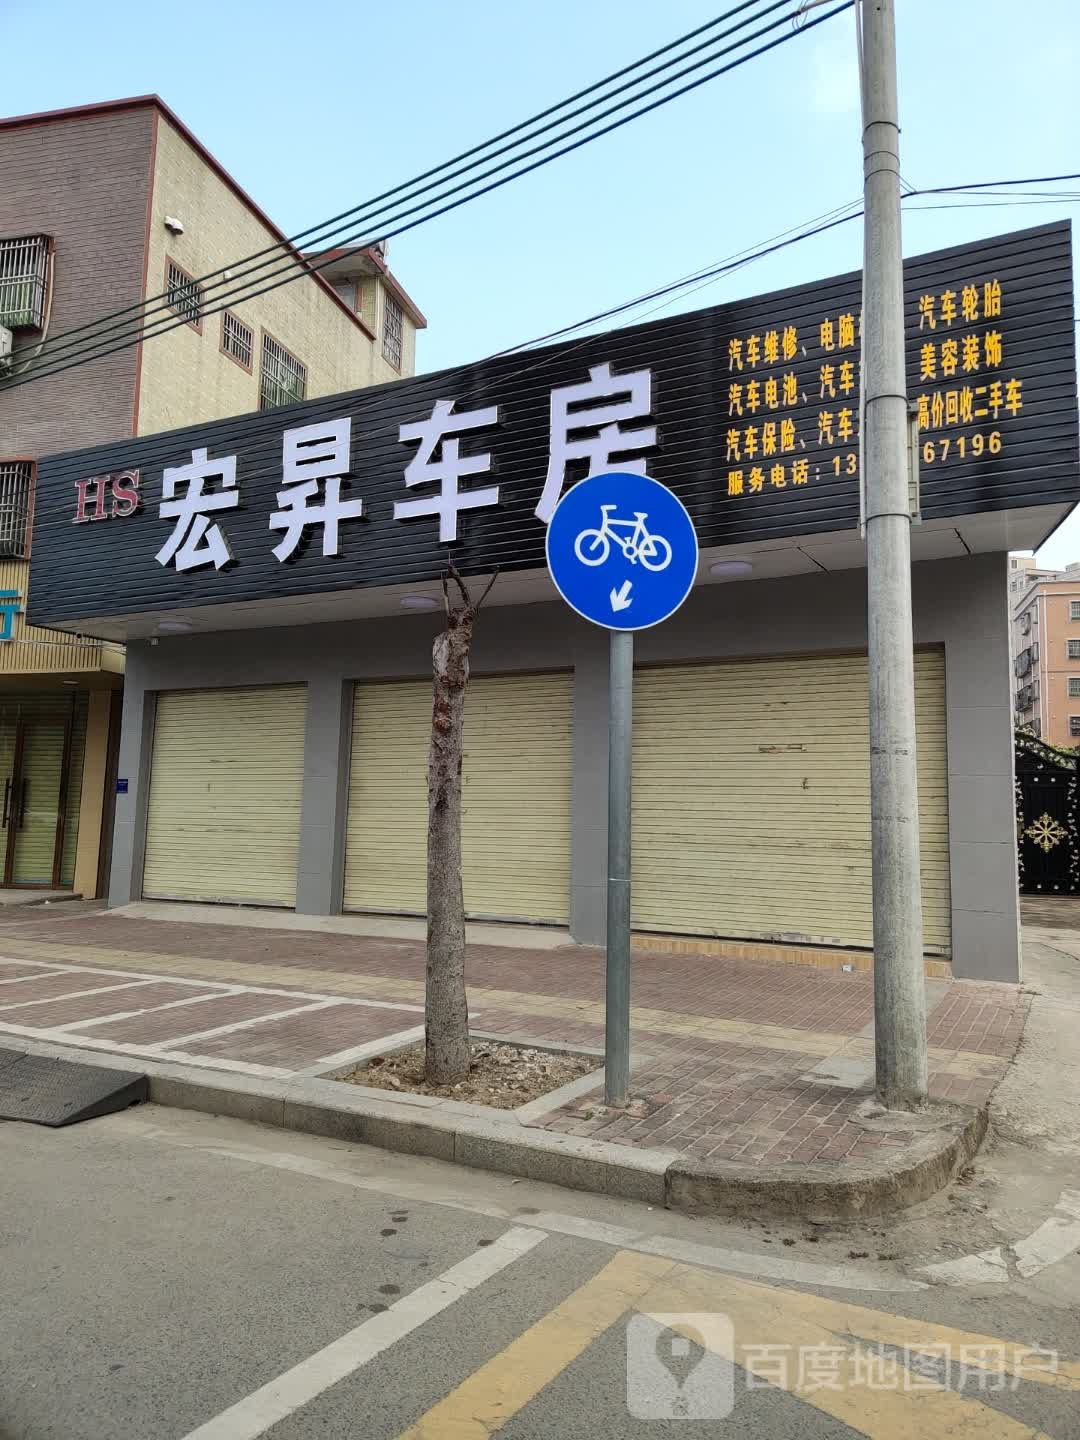 HS 宏昇车房
汽车维修、电脑 汽车轮胎
汽车电池、汽车 美容装饰
汽车保险、汽车 高价回收二手车
服务电话:13 67196
百度地图用户